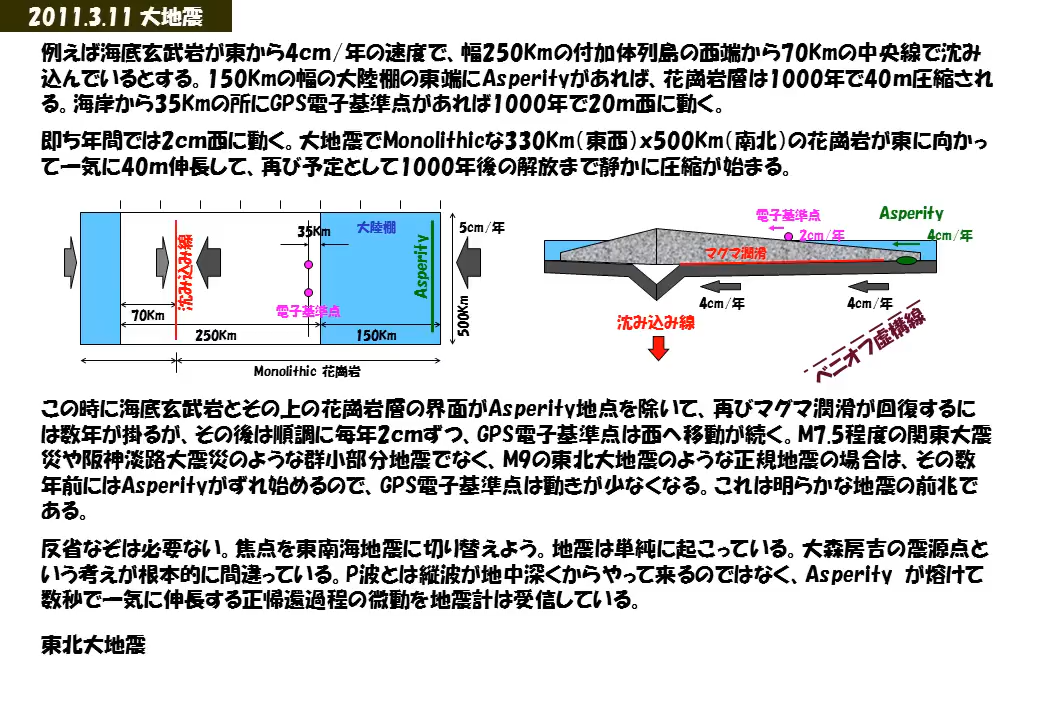 2011.3.11 大地震
例えば海底玄武岩が東から4cm/年の速度で、幅250Kmの付加体列島の西端から70Kmの中央線で沈み
込んでいるとする。150Kmの幅の大陸棚の東端にAsperityがあれば、花崗岩層は1000年で40m圧縮され
る。海岸から35Kmの所にGPS電子基準点があれば1000年で20m西に動く。
即ち年間では2cm西に動く。大地震でMonolithicな330Km(東西)x500Km(南北)の花崗岩が東に向かっ
て一気に40m伸長して、再び予定として1000年後の解放まで静かに圧縮が始まる。
沈み込み線
35Km
大陸棚
Asperity
5cm/年
電子基準点
70Km
250Km
150Km
500Km
Monolithic 花崗岩
電子基準点
Asperity
2cm/年
4cm/年
マグマ潤滑
4cm/年
4cm/年
沈み込み線
ベニオフ虚構線
この時に海底玄武岩とその上の花崗岩層の界面がAsperity地点を除いて、再びマグマ潤滑が回復するに
は数年が掛るが、その後は順調に毎年2cmずつ、GPS電子基準点は西へ移動が続く。M7.5程度の関東大震
災や阪神淡路大震災のような群小部分地震でなく、M9の東北大地震のような正規地震の場合は、その数
年前にはAsperityがずれ始めるので、GPS電子基準点は動きが少なくなる。これは明らかな地震の前兆で
ある。
反省なぞは必要ない。焦点を東南海地震に切り替えよう。地震は単純に起こっている。大森房吉の震源点と
いう考えが根本的に間違っている。P波とは縦波が地中深くからやって来るのではなく、Asperity が熔けて
数秒で一気に伸長する正帰還過程の微動を地震計は受信している。
東北大地震